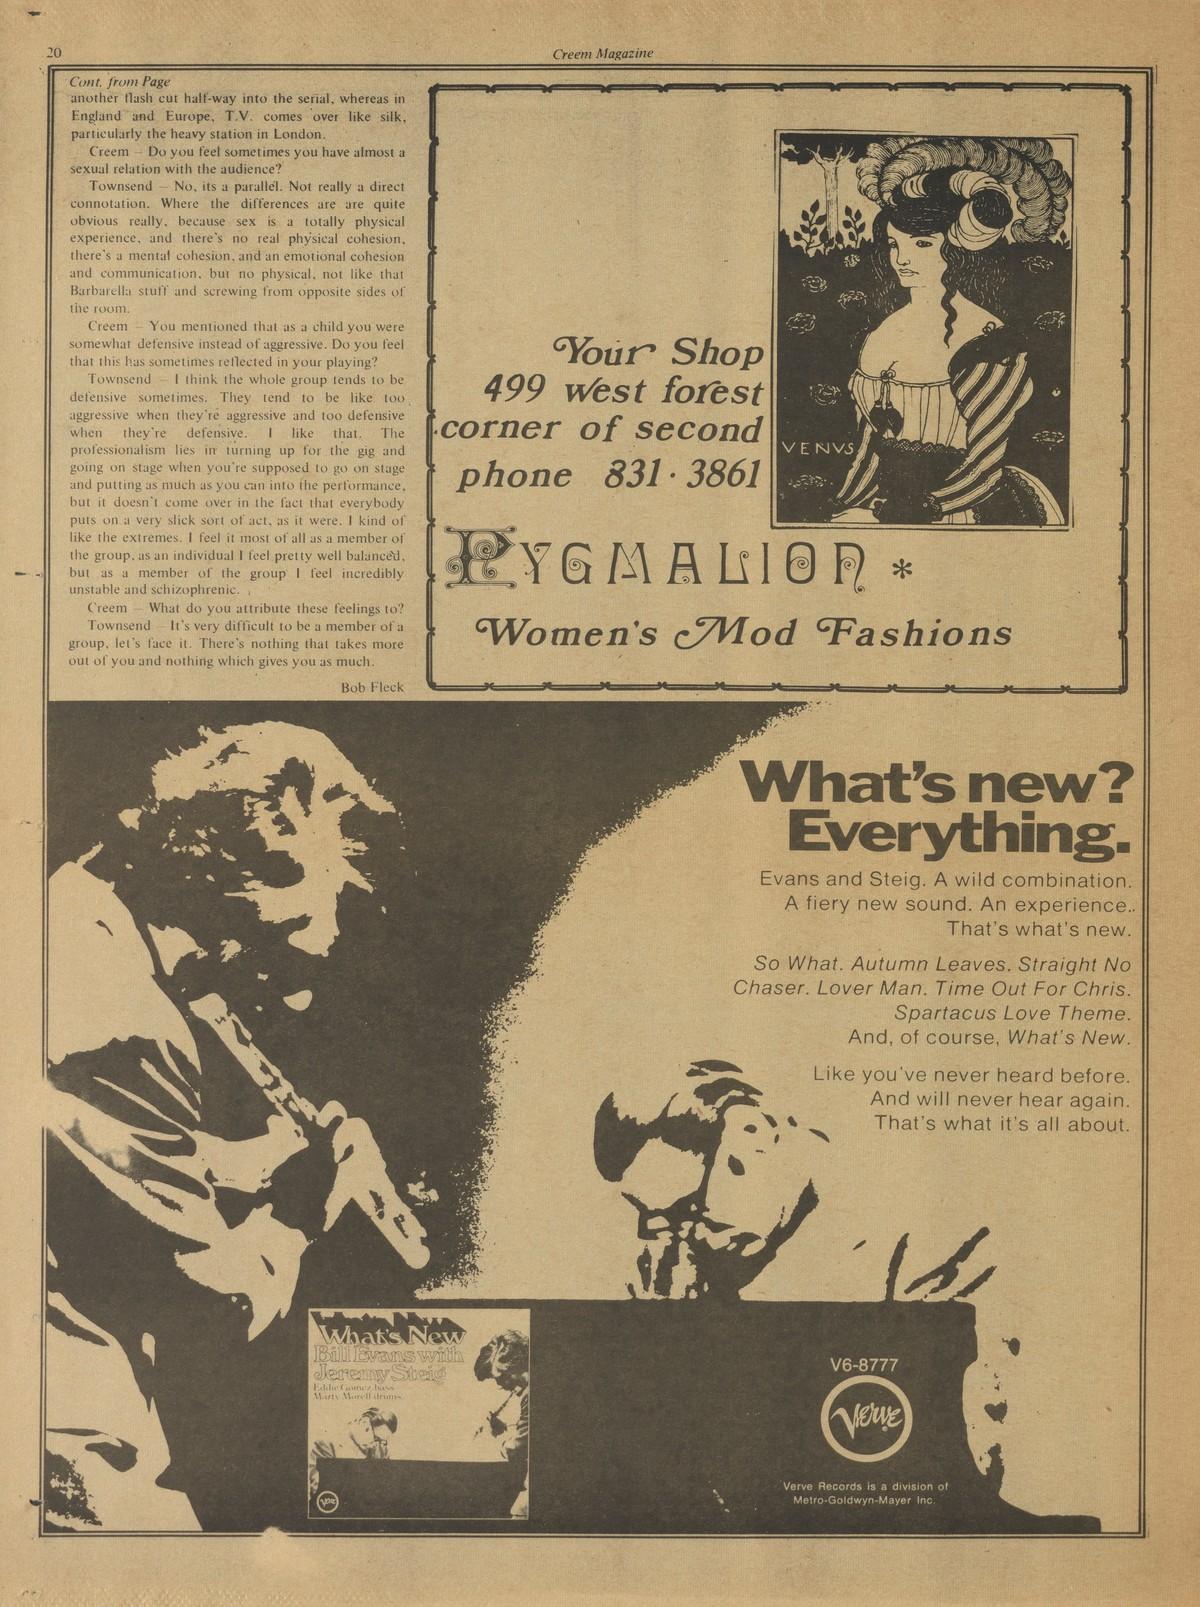 20
Creem Magazine
Cont. from Page
another flash cut half-way into the serial, whereas in
England and Europe, T.V. comes over like silk,
particularly the heavy station in London.
Creem — Do you feel sometimes you have almost a
sexual relation with the audience?
Townsend — No, its a parallel. Not really a direct
connotation. Where the differences are are quite
obvious really, because sex is a totally physical
experience, and there's no real physical cohesion,
there's a mental cohesion, and an emotional cohesion
and communication, but no physical, not like that
Barbarella stuff and screwing from opposite sides of
the room.
Creem — You mentioned that as a child you were
somewhat defensive instead of aggressive. Do you feel
that this has sometimes reflected in your playing?
Townsend — I think the whole group tends to be
defensive sometimes. They tend to be like too
aggressive when they're aggressive and too defensive
when they're defensive. I like that. The
professionalism lies in turning up for the gig and
going on stage when you're supposed to go on stage
and putting as much as you can into the performance,
but it doesn't come over in the fact that everybody
puts on a very slick sort of act, as it were. I kind of
like the extremes. I feel it most of all as a member of
the group, as an individual I feel pretty well balanced,
but as a member of the group I feel incredibly
unstable and schizophrenic.
Creem — What do you attribute these feelings to?
Townsend — It's very difficult to be a member of a
group, let's face it. There's nothing that takes more
out of you and nothing which gives you as much.
Bob Fleck
VENVS
Your Shop
499 west forest
corner of second
phone 831·3861
PYGMALION *
Women's Mod Fashions
What's new?
Everything.
Evans and Steig. A wild combination.
A fiery new sound. An experience..
That's what's new.
So What. Autumn Leaves. Straight No
Chaser. Lover Man. Time Out For Chris.
Spartacus Love Theme.
And, of course, What's New.
Like you've never heard before.
And will never hear again.
That's what it's all about.
What's New
Bill Evans with
Jeremy Steig
Eddie Gomez bass
Marty Morell drums
Verve
V6-8777
Verve
Verve Records is a division of
Metro-Goldwyn-Mayer Inc.